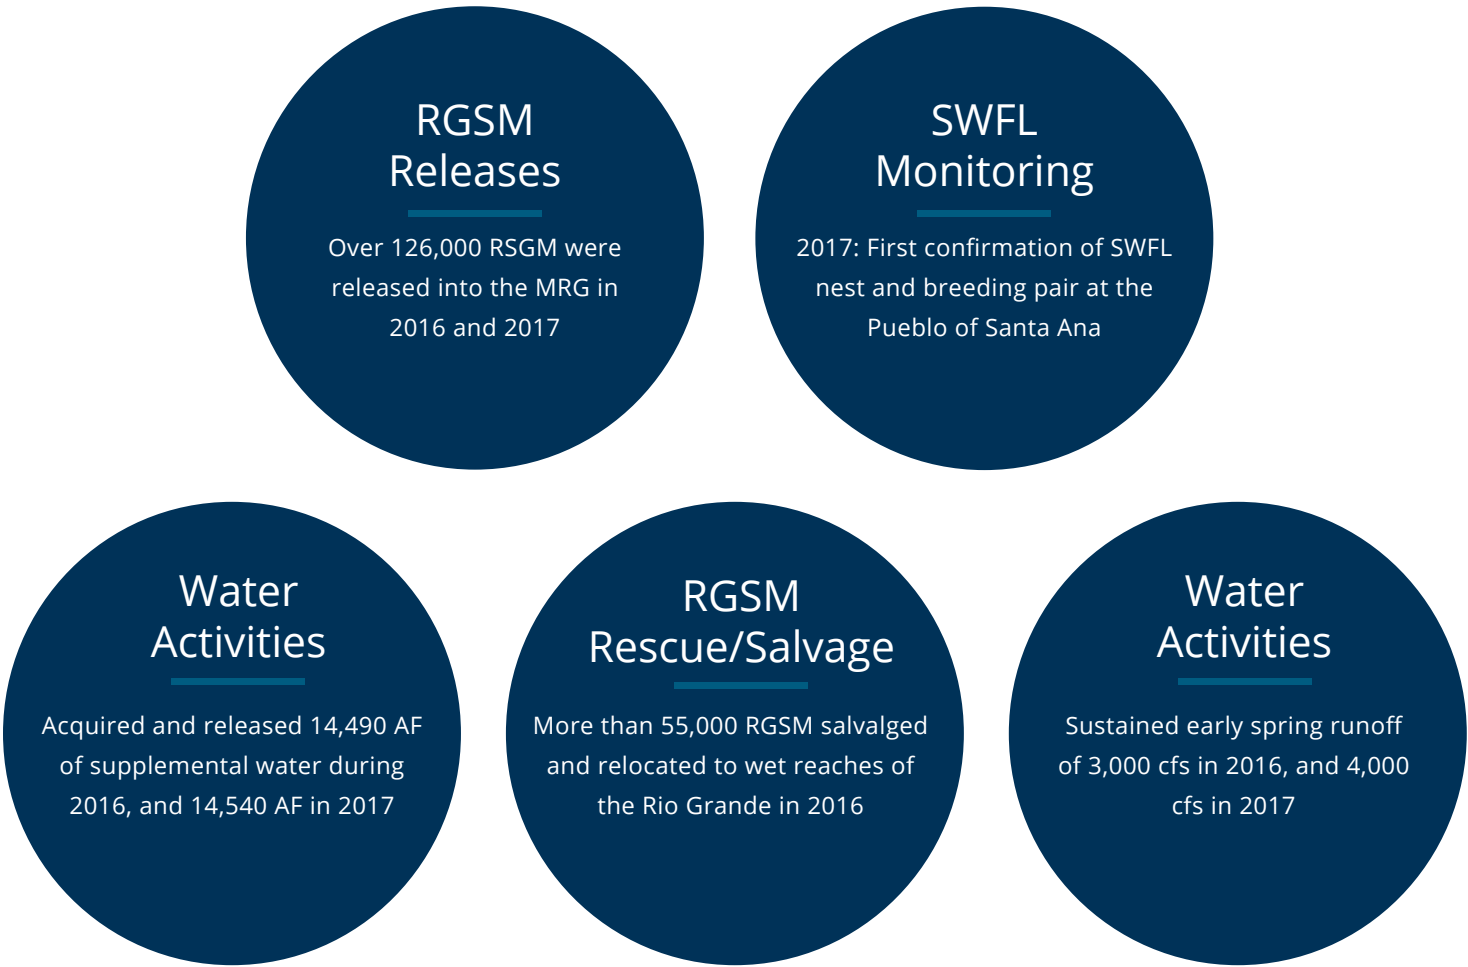 RGSM
Releases
Over 126,000 RSGM were
released into the MRG in
2016 and 2017
SWFL
Monitoring
2017: First confirmation of SWFL
nest and breeding pair at the
Pueblo of Santa Ana
Water
Activities
Acquired and released 14,490 AF
of supplemental water during
2016, and 14,540 AF in 2017
RGSM
Rescue/Salvage
More than 55,000 RGSM salvalged
and relocated to wet reaches of
the Rio Grande in 2016
Water
Activities
Sustained early spring runoff
of 3,000 cfs in 2016, and 4,000
cfs in 2017